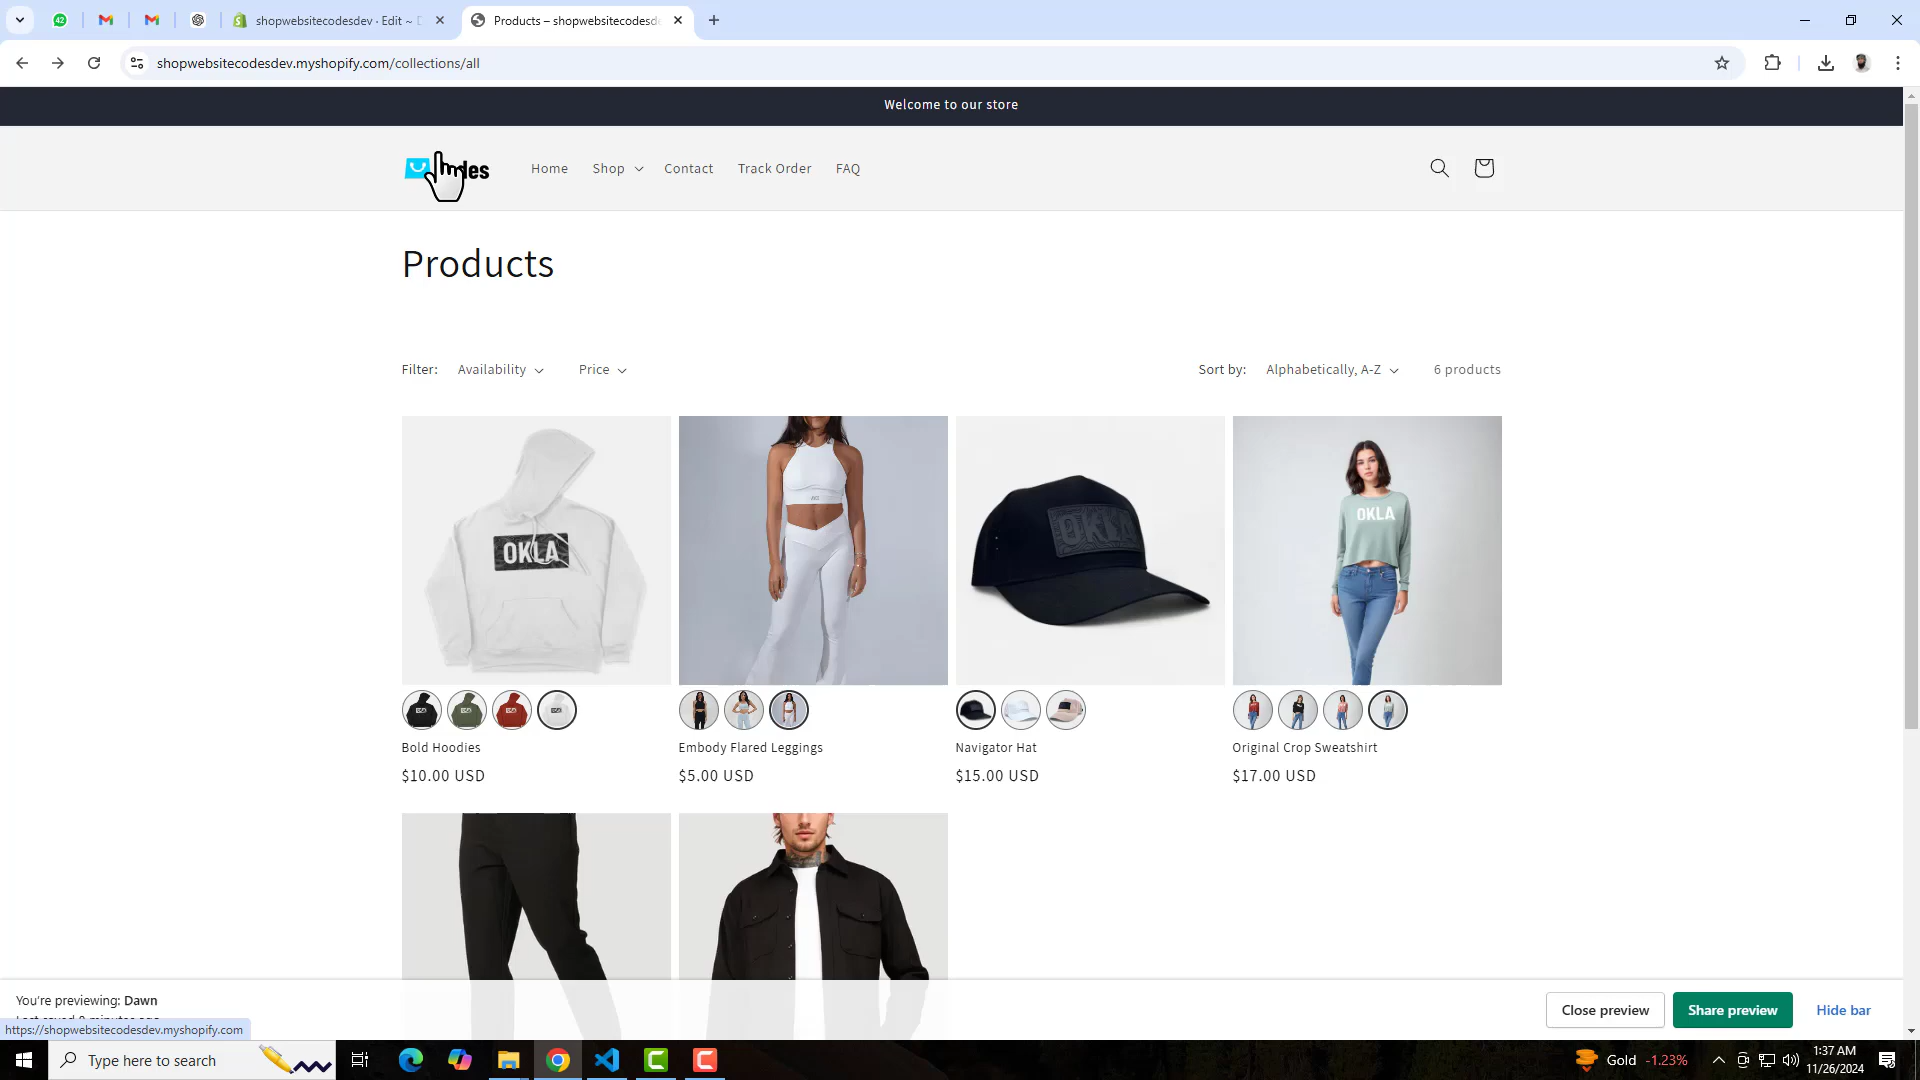 42
shopwebsitecodesdev · Edit ~
Products – shopwebsitecodesde
shopwebsitecodesdev.myshopify.com/collections/all
Welcome to our store
Home
Shop
Contact
Track Order
FAQ
Products
Filter:
Availability
Price
Sort by:
Alphabetically, A-Z
6 products
OKLA
OKLA
OKLA
Bold Hoodies
Embody Flared Leggings
Navigator Hat
Original Crop Sweatshirt
$10.00 USD
$5.00 USD
$15.00 USD
$17.00 USD
You're previewing: Dawn
Close preview
Share preview
Hide bar
https://shopwebsitecodesdev.myshopify.com
Type here to search
Gold -1.23%
1:37 AM
11/26/2024